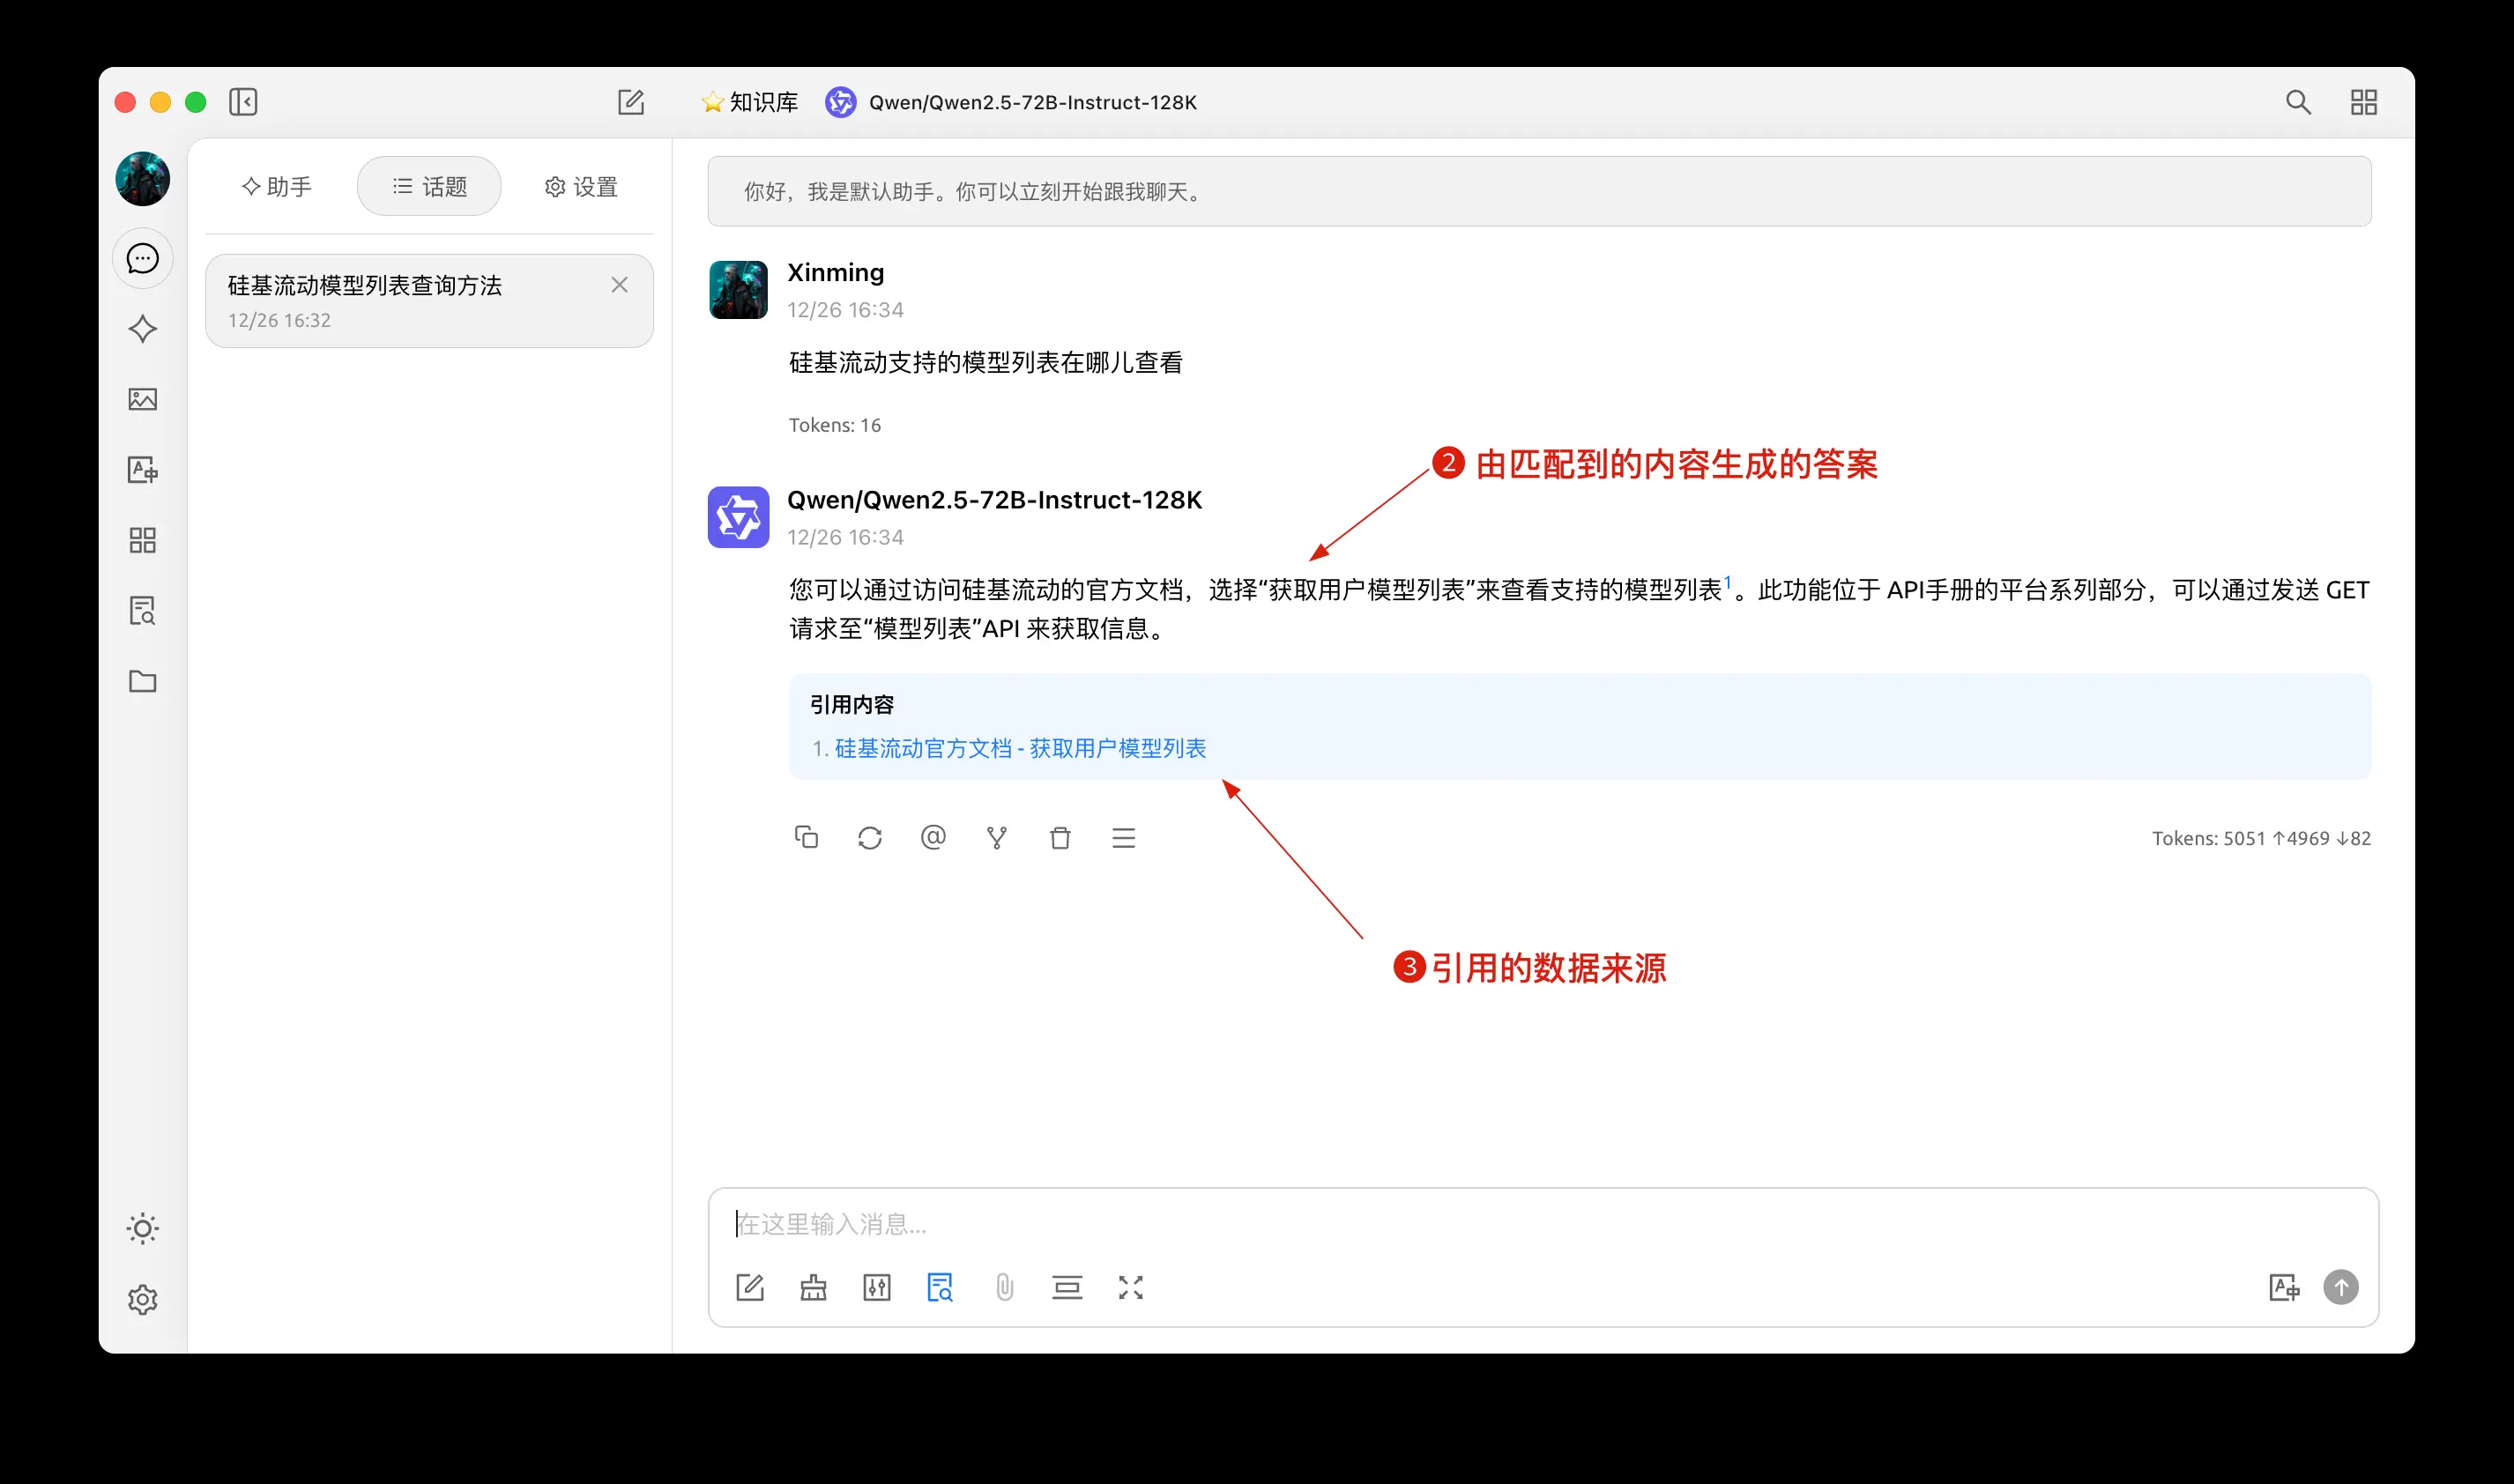 知识库 Qwen/Qwen2.5-72B-Instruct-128K
助手 话题 设置
硅基流动模型列表查询方法
12/26 16:32
你好，我是默认助手。你可以立刻开始跟我聊天。
Xinming
12/26 16:34
硅基流动支持的模型列表在哪儿查看
Tokens: 16
2 由匹配到的内容生成的答案
Qwen/Qwen2.5-72B-Instruct-128K
12/26 16:34
您可以通过访问硅基流动的官方文档，选择“获取用户模型列表”来查看支持的模型列表1。此功能位于 API手册的平台系列部分，可以通过发送 GET
请求至“模型列表”API 来获取信息。
引用内容
1. 硅基流动官方文档 - 获取用户模型列表
Tokens: 5051 ↑4969 ↓82
3 引用的数据来源
在这里输入消息...